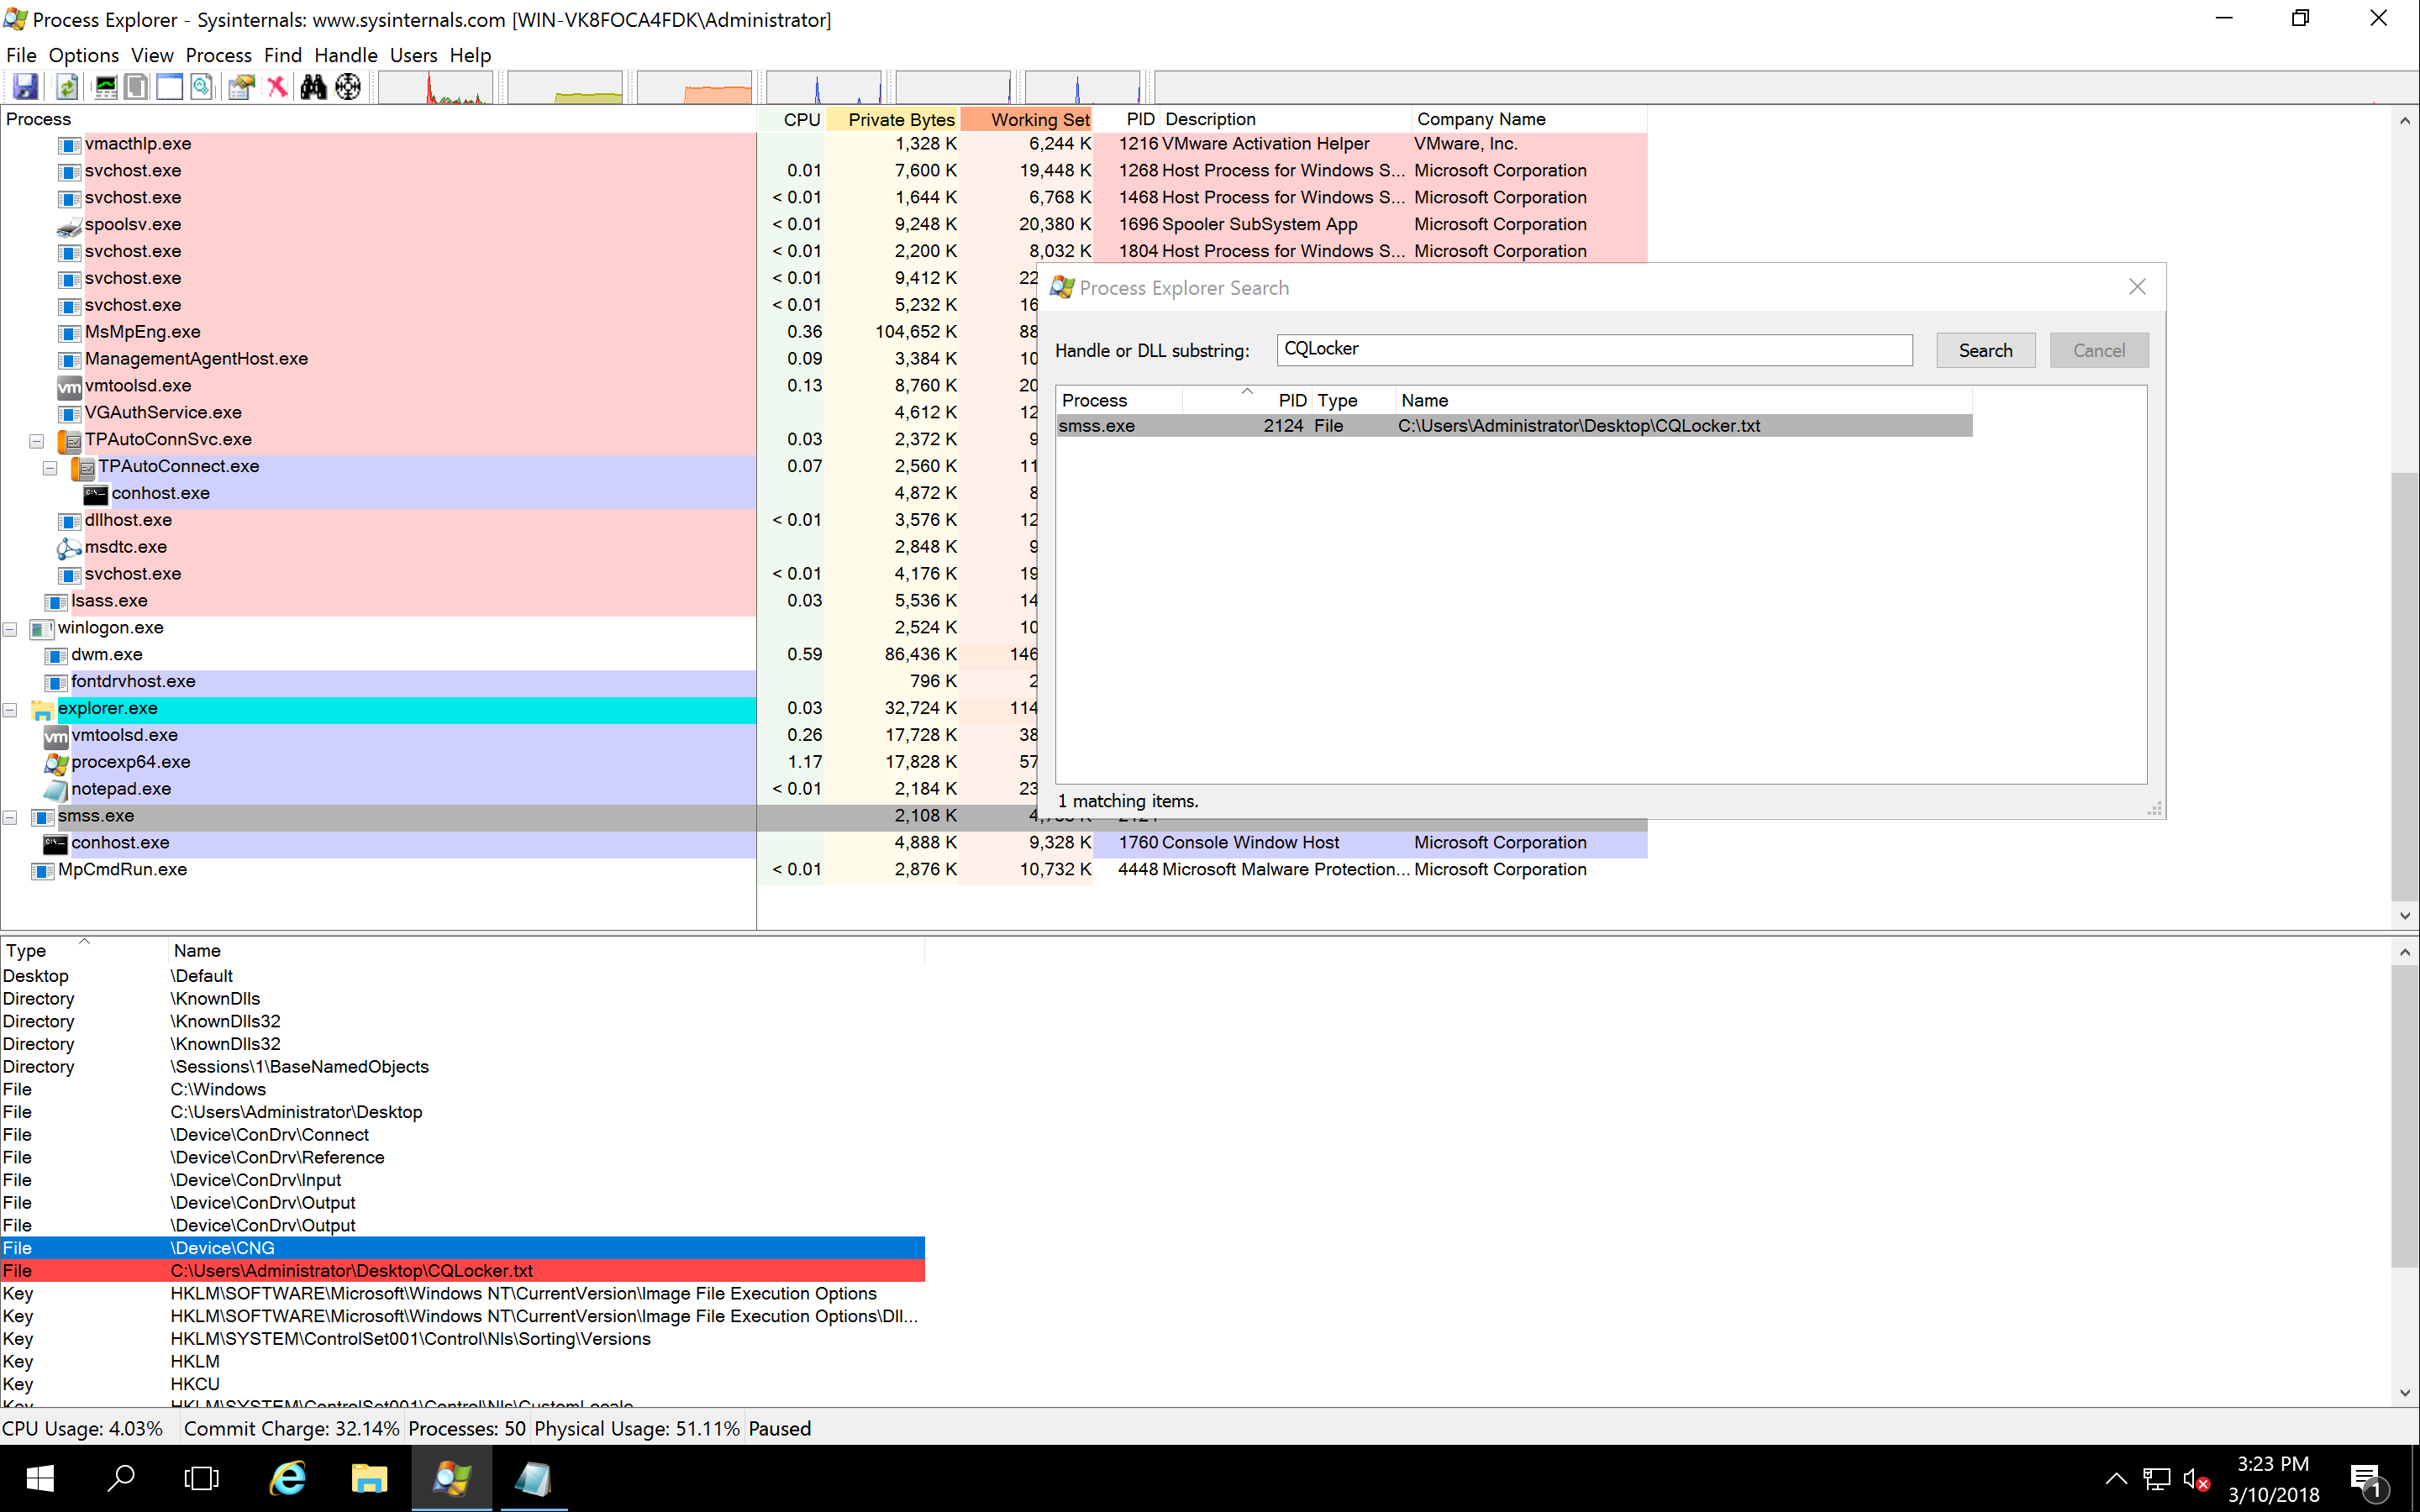 Process Explorer - Sysinternals: www.sysinternals.com [WIN-VK8FOCA4FDK\Administrator]
File Options View Process Find Handle Users Help
Process CPU Private Bytes Working Set PID Description Company Name
vmacthlp.exe 1,328 K 6,244 K 1216 VMware Activation Helper VMware, Inc.
svchost.exe 0.01 7,600 K 19,448 K 1268 Host Process for Windows S... Microsoft Corporation
svchost.exe < 0.01 1,644 K 6,768 K 1468 Host Process for Windows S... Microsoft Corporation
spoolsv.exe < 0.01 9,248 K 20,380 K 1696 Spooler SubSystem App Microsoft Corporation
svchost.exe < 0.01 2,200 K 8,032 K 1804 Host Process for Windows S... Microsoft Corporation
svchost.exe < 0.01 9,412 K 22
svchost.exe < 0.01 5,232 K 16
MsMpEng.exe 0.36 104,652 K 88
ManagementAgentHost.exe 0.09 3,384 K 10
vmtoolsd.exe 0.13 8,760 K 20
VGAuthService.exe 4,612 K 12
TPAutoConnSvc.exe 0.03 2,372 K 9
TPAutoConnect.exe 0.07 2,560 K 11
conhost.exe 4,872 K 8
dllhost.exe < 0.01 3,576 K 12
msdtc.exe 2,848 K 9
svchost.exe < 0.01 4,176 K 19
lsass.exe 0.03 5,536 K 14
winlogon.exe 2,524 K 10
dwm.exe 0.59 86,436 K 146
fontdrvhost.exe 796 K 2
explorer.exe 0.03 32,724 K 114
vmtoolsd.exe 0.26 17,728 K 38
procexp64.exe 1.17 17,828 K 57
notepad.exe < 0.01 2,184 K 23
smss.exe 2,108 K
conhost.exe 4,888 K 9,328 K 1760 Console Window Host Microsoft Corporation
MpCmdRun.exe < 0.01 2,876 K 10,732 K 4448 Microsoft Malware Protection... Microsoft Corporation
Process Explorer Search
Handle or DLL substring: CQLocker Search Cancel
Process PID Type Name
smss.exe 2124 File C:\Users\Administrator\Desktop\CQLocker.txt
1 matching items.
Type Name
Desktop \Default
Directory \KnownDlls
Directory \KnownDlls32
Directory \KnownDlls32
Directory \Sessions\1\BaseNamedObjects
File C:\Windows
File C:\Users\Administrator\Desktop
File \Device\ConDrv\Connect
File \Device\ConDrv\Reference
File \Device\ConDrv\Input
File \Device\ConDrv\Output
File \Device\ConDrv\Output
File \Device\CNG
File C:\Users\Administrator\Desktop\CQLocker.txt
Key HKLM\SOFTWARE\Microsoft\Windows NT\CurrentVersion\Image File Execution Options
Key HKLM\SOFTWARE\Microsoft\Windows NT\CurrentVersion\Image File Execution Options\Dll...
Key HKLM\SYSTEM\ControlSet001\Control\Nls\Sorting\Versions
Key HKLM
Key HKCU
Key HKLM\SYSTEM\ControlSet001\Control\Nls\CustomLocale
CPU Usage: 4.03% Commit Charge: 32.14% Processes: 50 Physical Usage: 51.11% Paused
3:23 PM
3/10/2018
1